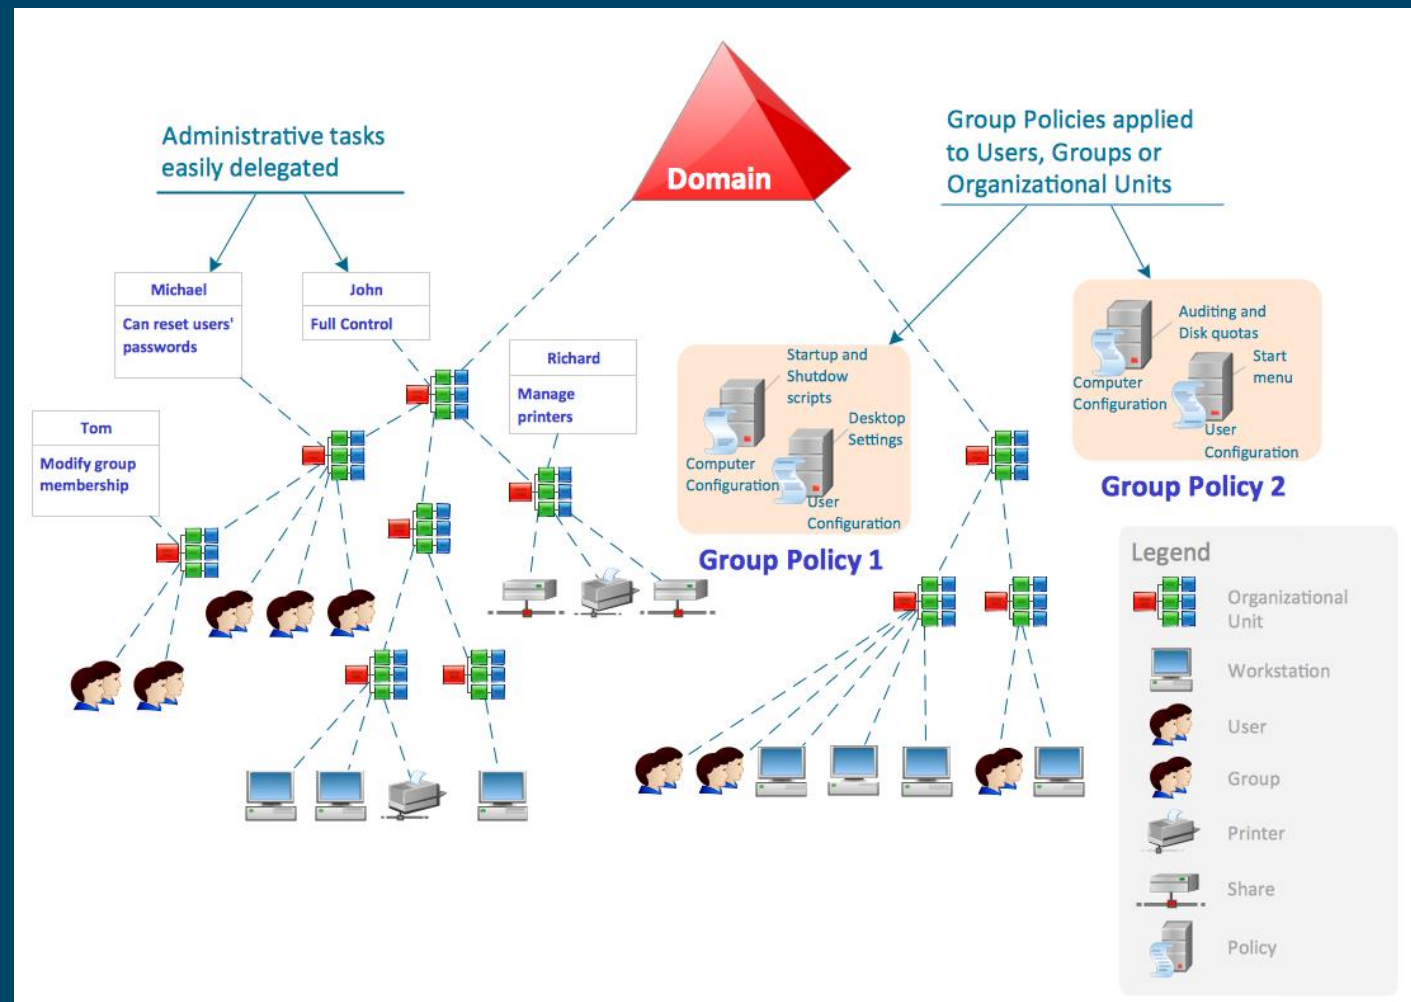 Administrative tasks
easily delegated
Domain
Group Policies applied
to Users, Groups or
Organizational Units
Michael
Can reset users'
passwords
John
Full Control
Richard
Manage
printers
Tom
Modify group
membership
Startup and
Shutdow
scripts
Desktop
Settings
Computer
Configuration
User
Configuration
Group Policy 1
Auditing and
Disk quotas
Start
menu
Computer
Configuration
User
Configuration
Group Policy 2
Legend
Organizational
Unit
Workstation
User
Group
Printer
Share
Policy